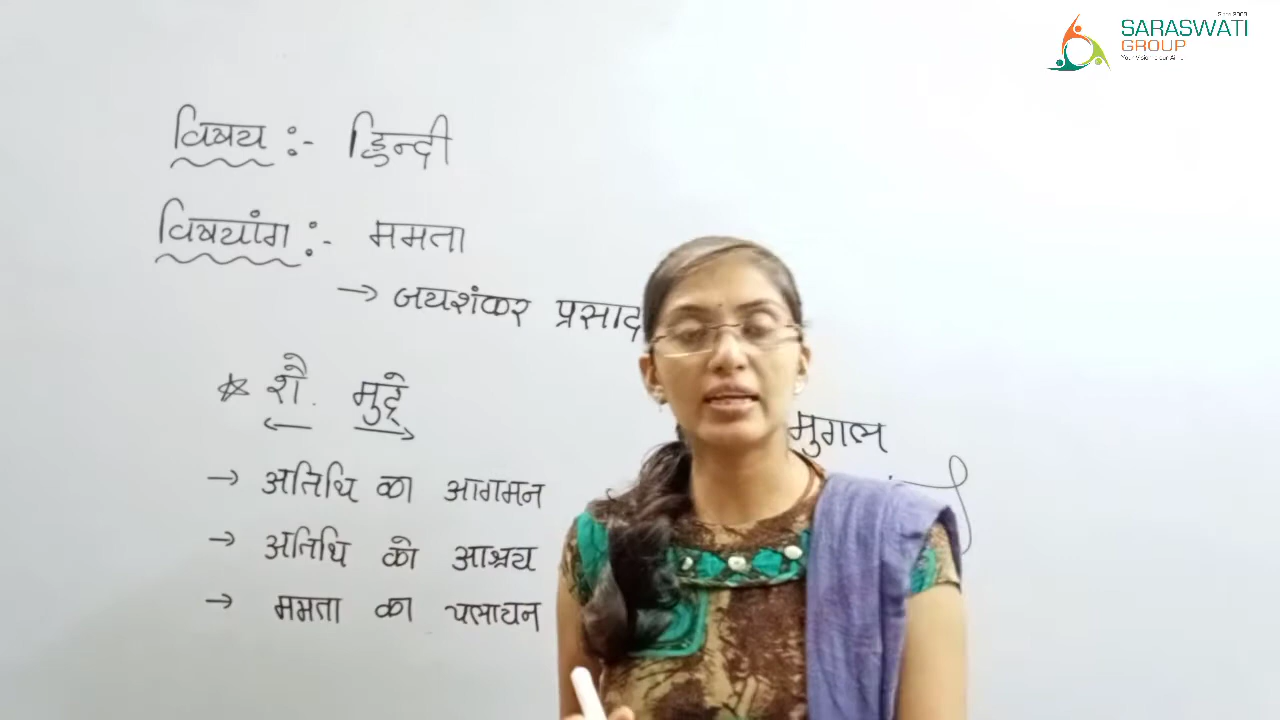 SARASWATI
GROUP
विषय :- हिन्दी
विषयांग :- ममता
→ जयशंकर प्रसाद
* शै. मुद्दे
→ अतिथि का आगमन
→ अतिथि को आश्रय
→ ममता का पलायन
मुगल